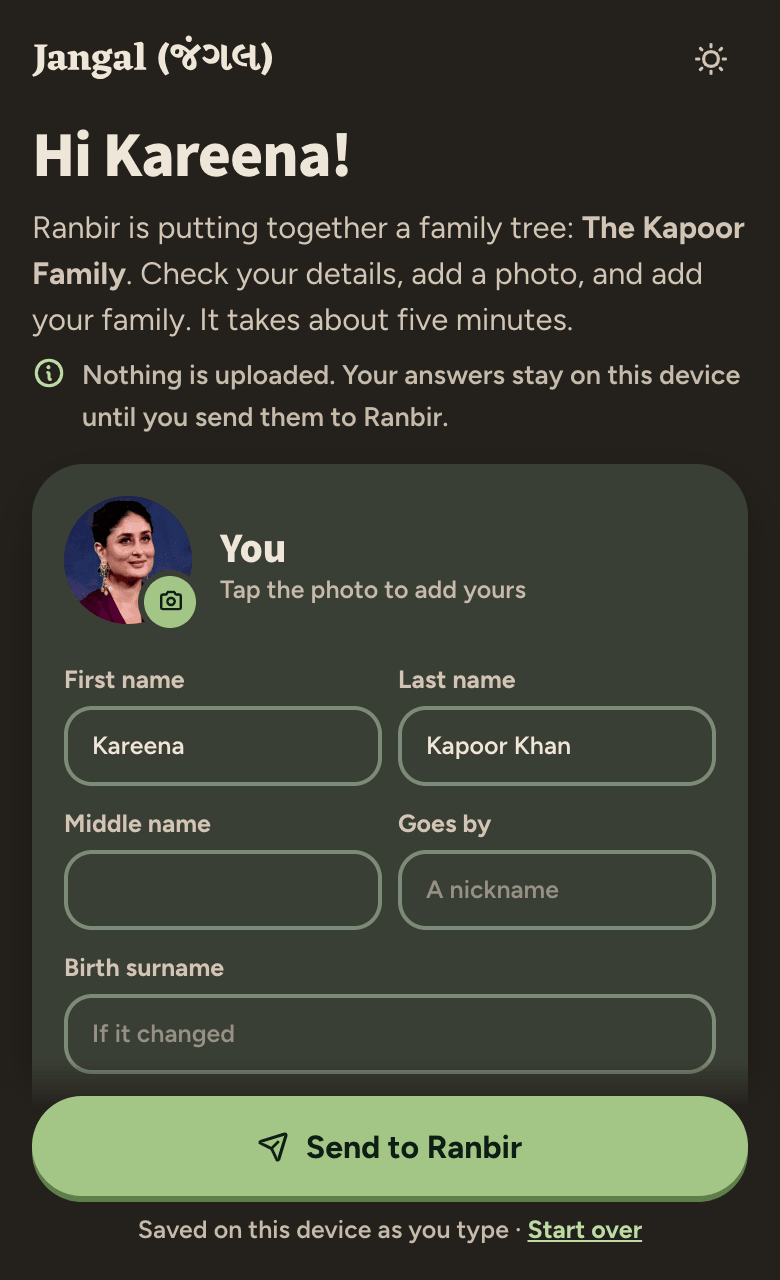 Jangal (જંગલ)
Hi Kareena!
Ranbir is putting together a family tree: The Kapoor
Family. Check your details, add a photo, and add
your family. It takes about five minutes.
Nothing is uploaded. Your answers stay on this device
until you send them to Ranbir.
You
Tap the photo to add yours
First name
Last name
Kareena
Kapoor Khan
Middle name
Goes by
A nickname
Birth surname
If it changed
Send to Ranbir
Saved on this device as you type · Start over